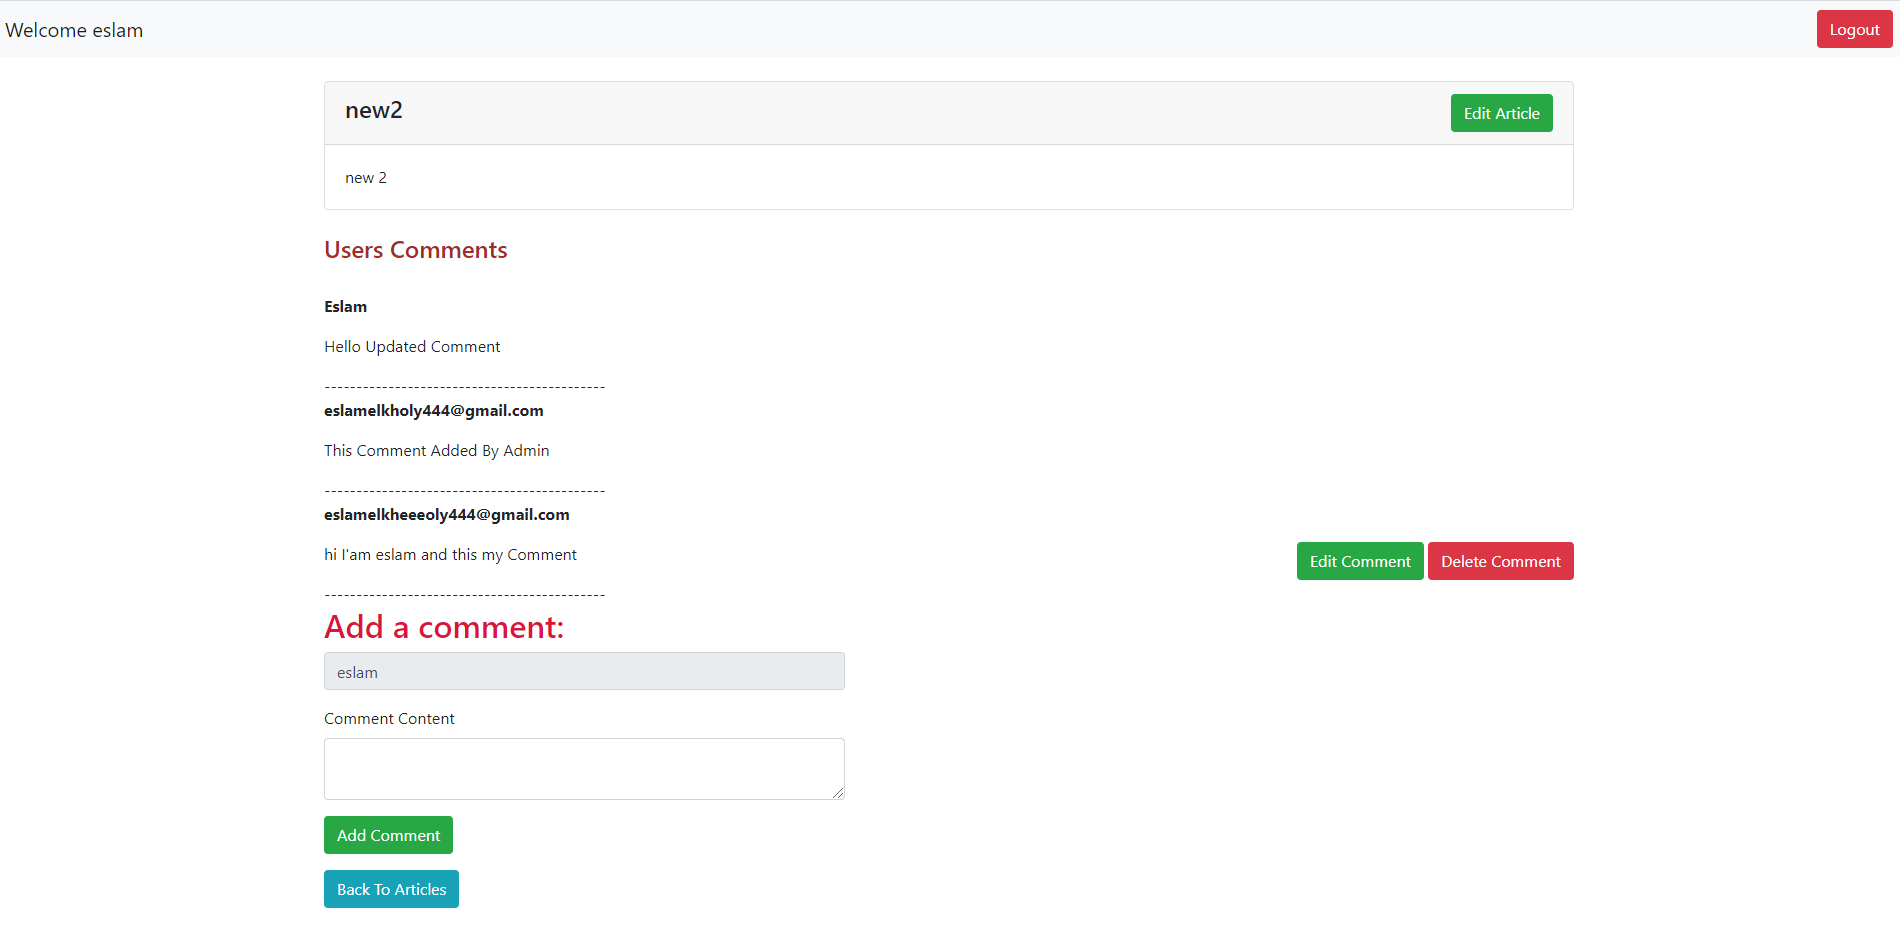 Welcome eslam
Logout
new2
Edit Article
new 2
Users Comments
Eslam
Hello Updated Comment
--------------------------------------------
eslamelkholy444@gmail.com
This Comment Added By Admin
--------------------------------------------
eslamelkheeeoly444@gmail.com
hi I'am eslam and this my Comment
Edit Comment
Delete Comment
--------------------------------------------
Add a comment:
eslam
Comment Content
Add Comment
Back To Articles